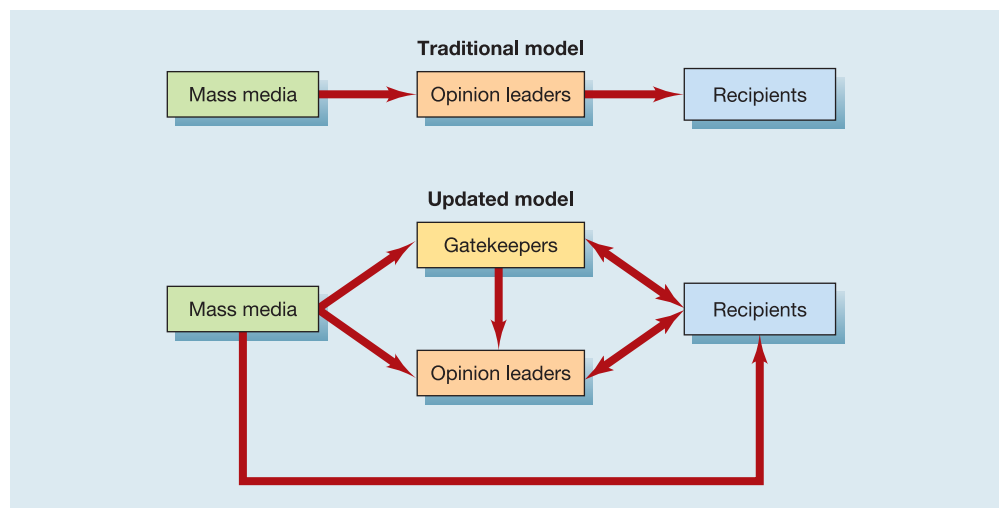 Traditional model
Mass media
Opinion leaders
Recipients
Updated model
Gatekeepers
Mass media
Recipients
Opinion leaders